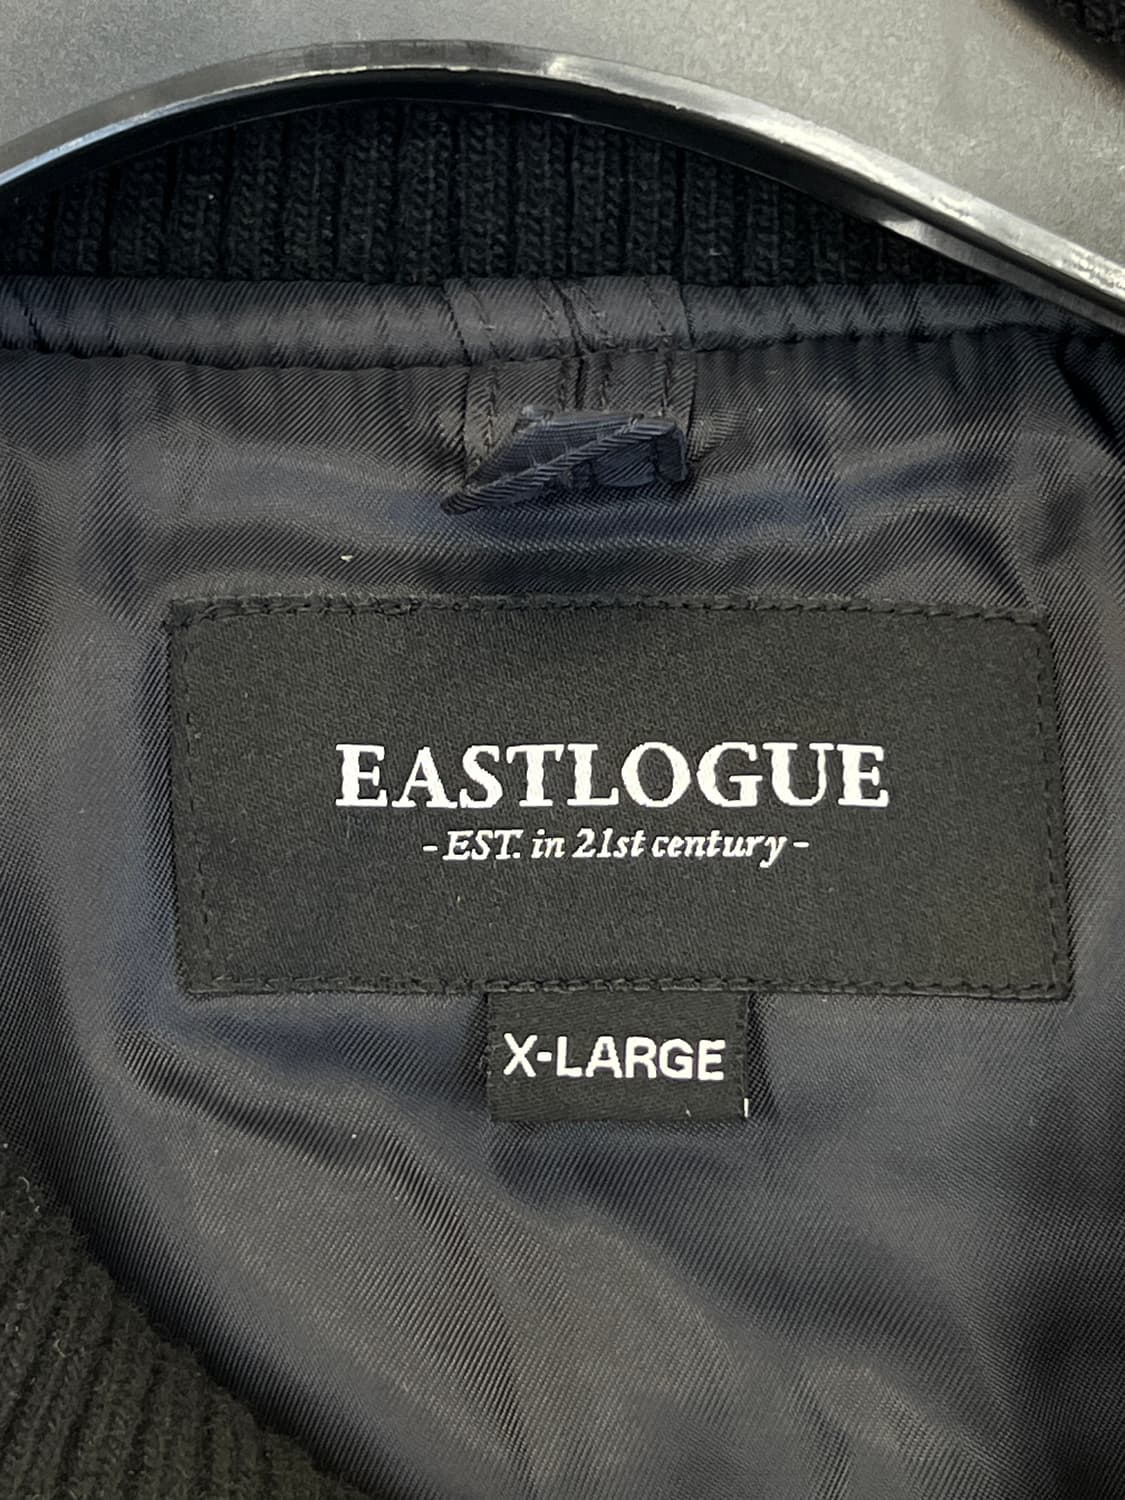 EASTLOGUE
- EST. in 21st century -
X-LARGE